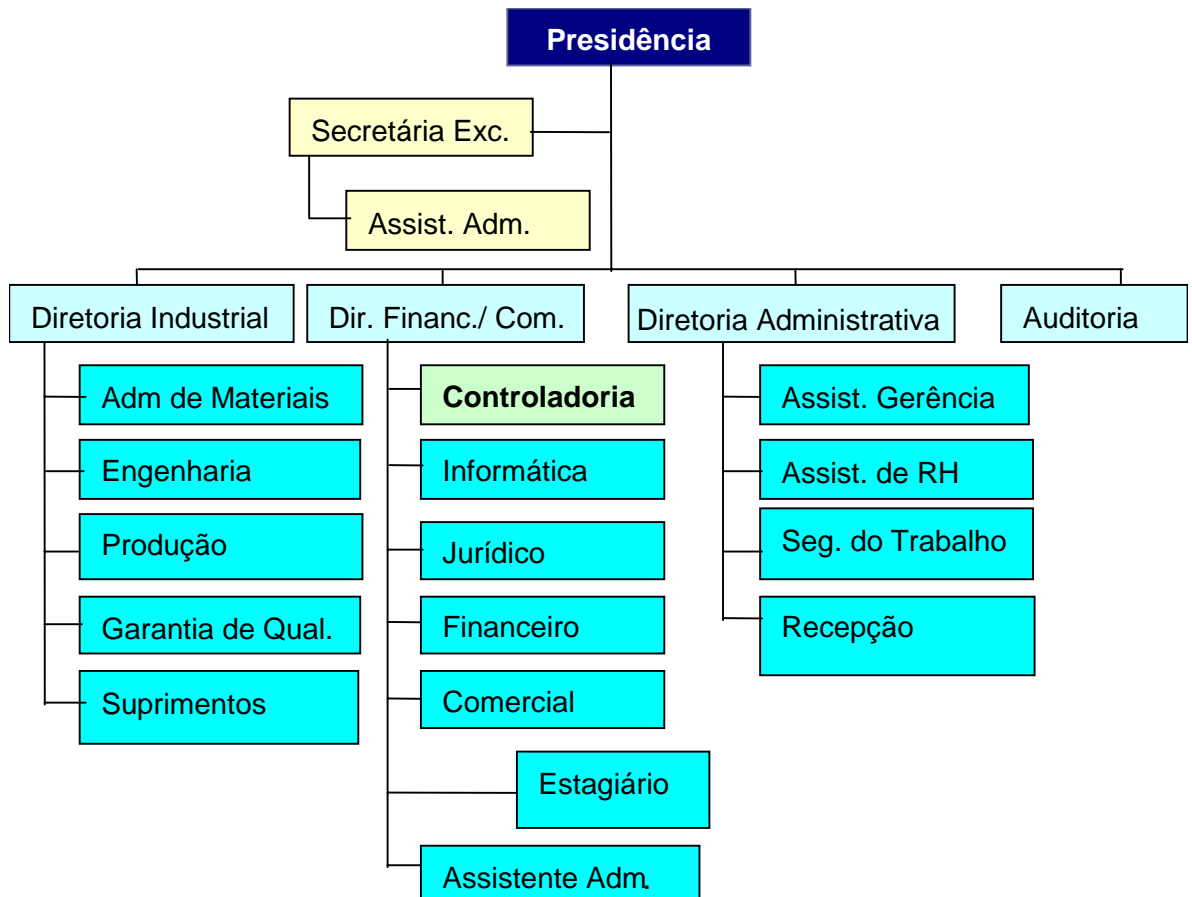 Presidência
Secretária Exc.
Assist. Adm.
Diretoria Industrial
Dir. Financ./ Com.
Diretoria Administrativa
Auditoria
Adm de Materiais
Engenharia
Produção
Garantia de Qual.
Suprimentos
Controladoria
Informática
Jurídico
Financeiro
Comercial
Estagiário
Assistente Adm.
Assist. Gerência
Assist. de RH
Seg. do Trabalho
Recepção